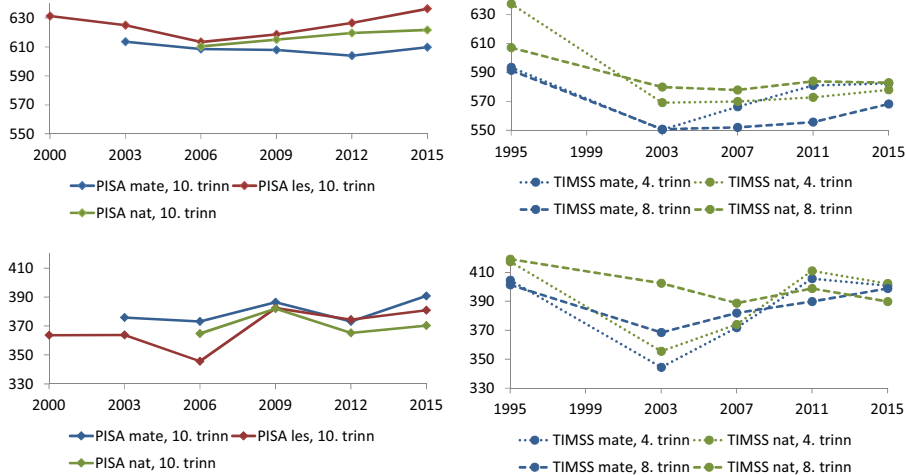 630
610
590
570
550
2000 2003 2006 2009 2012 2015
PISA mate, 10. trinn PISA les, 10. trinn
PISA nat, 10. trinn
630
610
590
570
550
1995 1999 2003 2007 2011 2015
TIMSS mate, 4. trinn TIMSS nat, 4. trinn
TIMSS mate, 8. trinn TIMSS nat, 8. trinn
410
390
370
350
330
2000 2003 2006 2009 2012 2015
PISA mate, 10. trinn PISA les, 10. trinn
PISA nat, 10. trinn
410
390
370
350
330
1995 1999 2003 2007 2011 2015
TIMSS mate, 4. trinn TIMSS nat, 4. trinn
TIMSS mate, 8. trinn TIMSS nat, 8. trinn